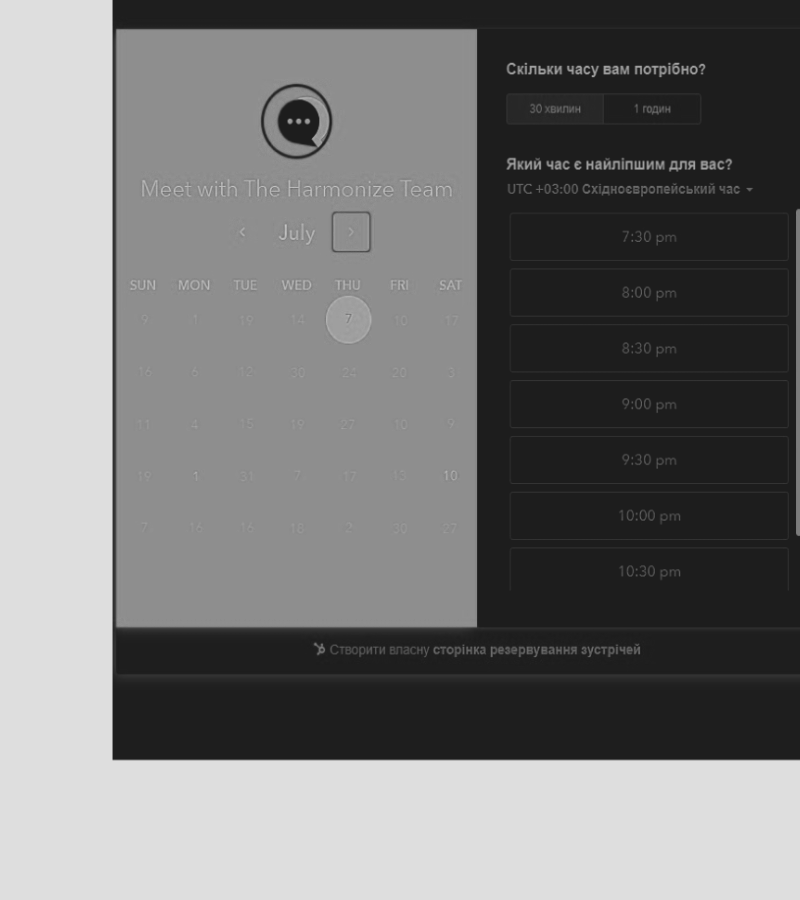 Meet with The Harmonize Team
July
SUN MON TUE WED THU FRI SAT
9 1 19 14 7 10 17
16 6 12 30 24 20 3
11 4 15 19 27 10 9
19 1 31 7 17 13 10
7 16 16 18 2 30 27
Скільки часу вам потрібно?
30 хвилин 1 годин
Який час є найліпшим для вас?
UTC +03:00 Східноєвропейський час
7:30 pm
8:00 pm
8:30 pm
9:00 pm
9:30 pm
10:00 pm
10:30 pm
Створити власну сторінка резервування зустрічей